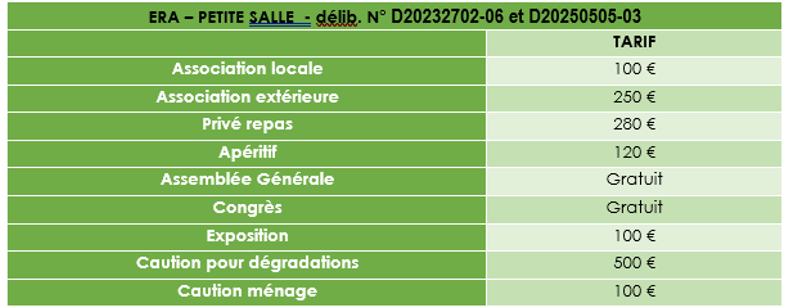 ERA – PETITE SALLE - délib. N° D20232702-06 et D20250505-03
TARIF
Association locale 100 €
Association extérieure 250 €
Privé repas 280 €
Apéritif 120 €
Assemblée Générale Gratuit
Congrès Gratuit
Exposition 100 €
Caution pour dégradations 500 €
Caution ménage 100 €